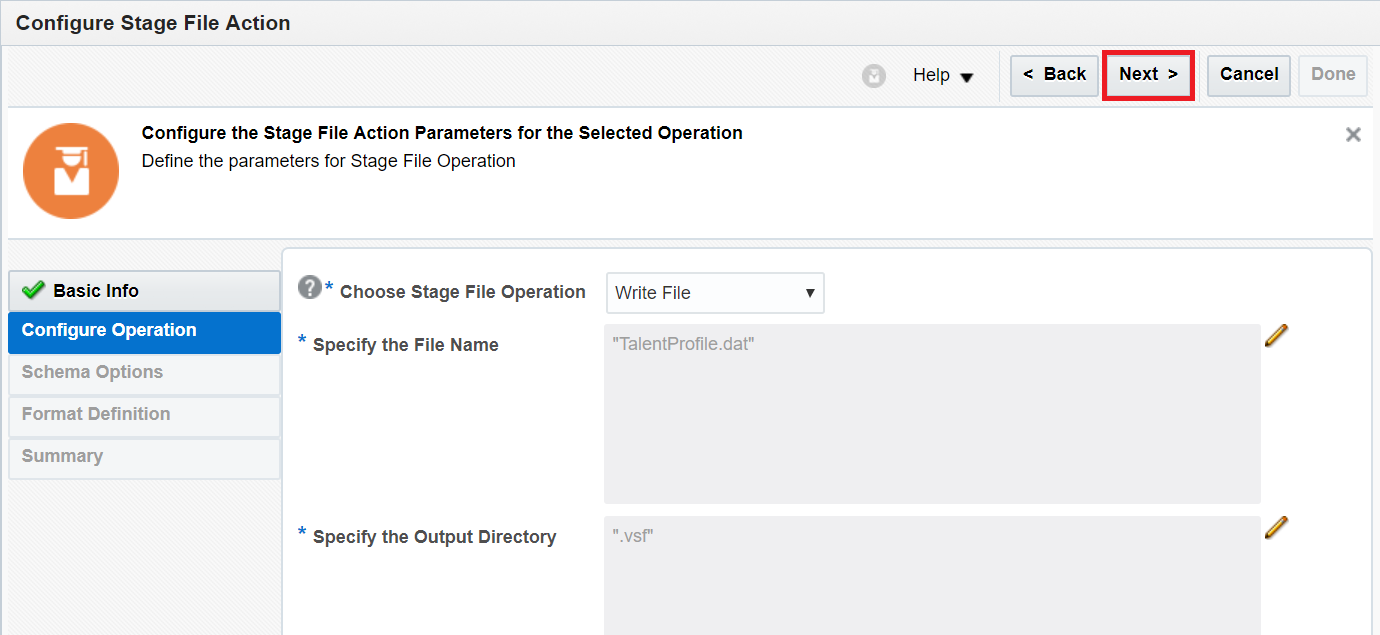 Configure Stage File Action
Help ▼
< Back
Next >
Cancel
Done
Configure the Stage File Action Parameters for the Selected Operation
Define the parameters for Stage File Operation
Basic Info
Configure Operation
Schema Options
Format Definition
Summary
* Choose Stage File Operation
Write File
* Specify the File Name
"TalentProfile.dat"
* Specify the Output Directory
".vsf"